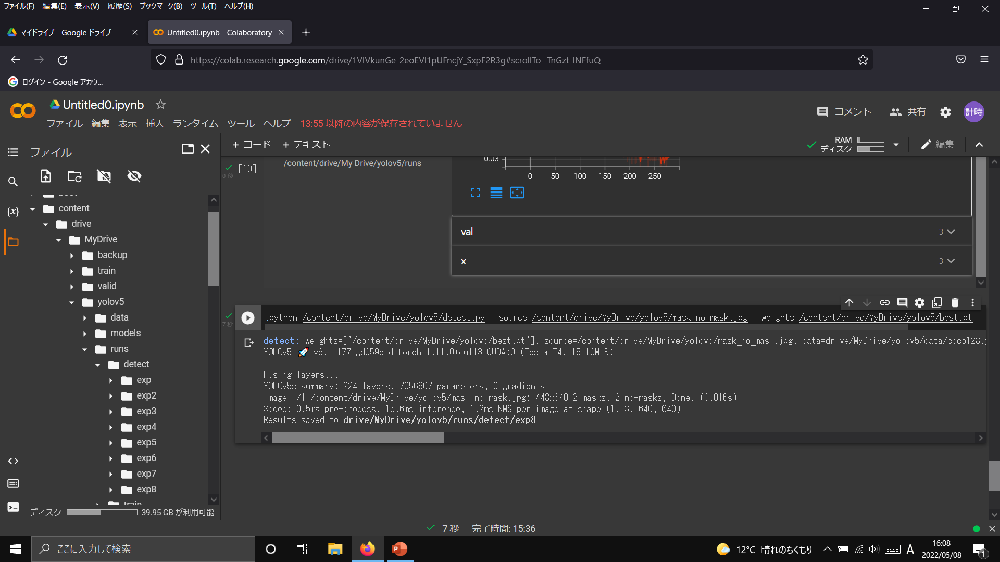 ファイル(F) 編集(E) 表示(V) 履歴(S) ブックマーク(B) ツール(T) ヘルプ(H)
マイドライブ - Google ドライブ
Untitled0.ipynb - Colaboratory
https://colab.research.google.com/drive/1VIVkunGe-2eoEVl1pUFncjY_SxpF2R3g#scrollTo=TnGzt-lNFfuQ
ログイン - Google アカウ...
Untitled0.ipynb
コメント 共有 計時
ファイル 編集 表示 挿入 ランタイム ツール ヘルプ 13:55 以降の内容が保存されていません
ファイル
+ コード + テキスト
RAM
ディスク
編集
content
drive
MyDrive
backup
train
valid
yolov5
data
models
runs
detect
exp
exp2
exp3
exp4
exp5
exp6
exp7
exp8
train
ディスク 39.95 GB が利用可能
[10]
0 秒
/content/drive/My Drive/yolov5/runs
0.03
0 50 100 150 200 250
val 3
x 3
7 秒
!python /content/drive/MyDrive/yolov5/detect.py --source /content/drive/MyDrive/yolov5/mask_no_mask.jpg --weights /content/drive/MyDrive/yolov5/best.pt -
detect: weights=['/content/drive/MyDrive/yolov5/best.pt'], source=/content/drive/MyDrive/yolov5/mask_no_mask.jpg, data=drive/MyDrive/yolov5/data/coco128.
YOLOv5 🚀 v6.1-177-gd059d1d torch 1.11.0+cu113 CUDA:0 (Tesla T4, 15110MiB)
Fusing layers...
YOLOv5s summary: 224 layers, 7056607 parameters, 0 gradients
image 1/1 /content/drive/MyDrive/yolov5/mask_no_mask.jpg: 448x640 2 masks, 2 no-masks, Done. (0.016s)
Speed: 0.5ms pre-process, 15.6ms inference, 1.2ms NMS per image at shape (1, 3, 640, 640)
Results saved to drive/MyDrive/yolov5/runs/detect/exp8
7 秒 完了時間: 15:36
ここに入力して検索
12°C 晴れのちくもり
A
16:08
2022/05/08
1